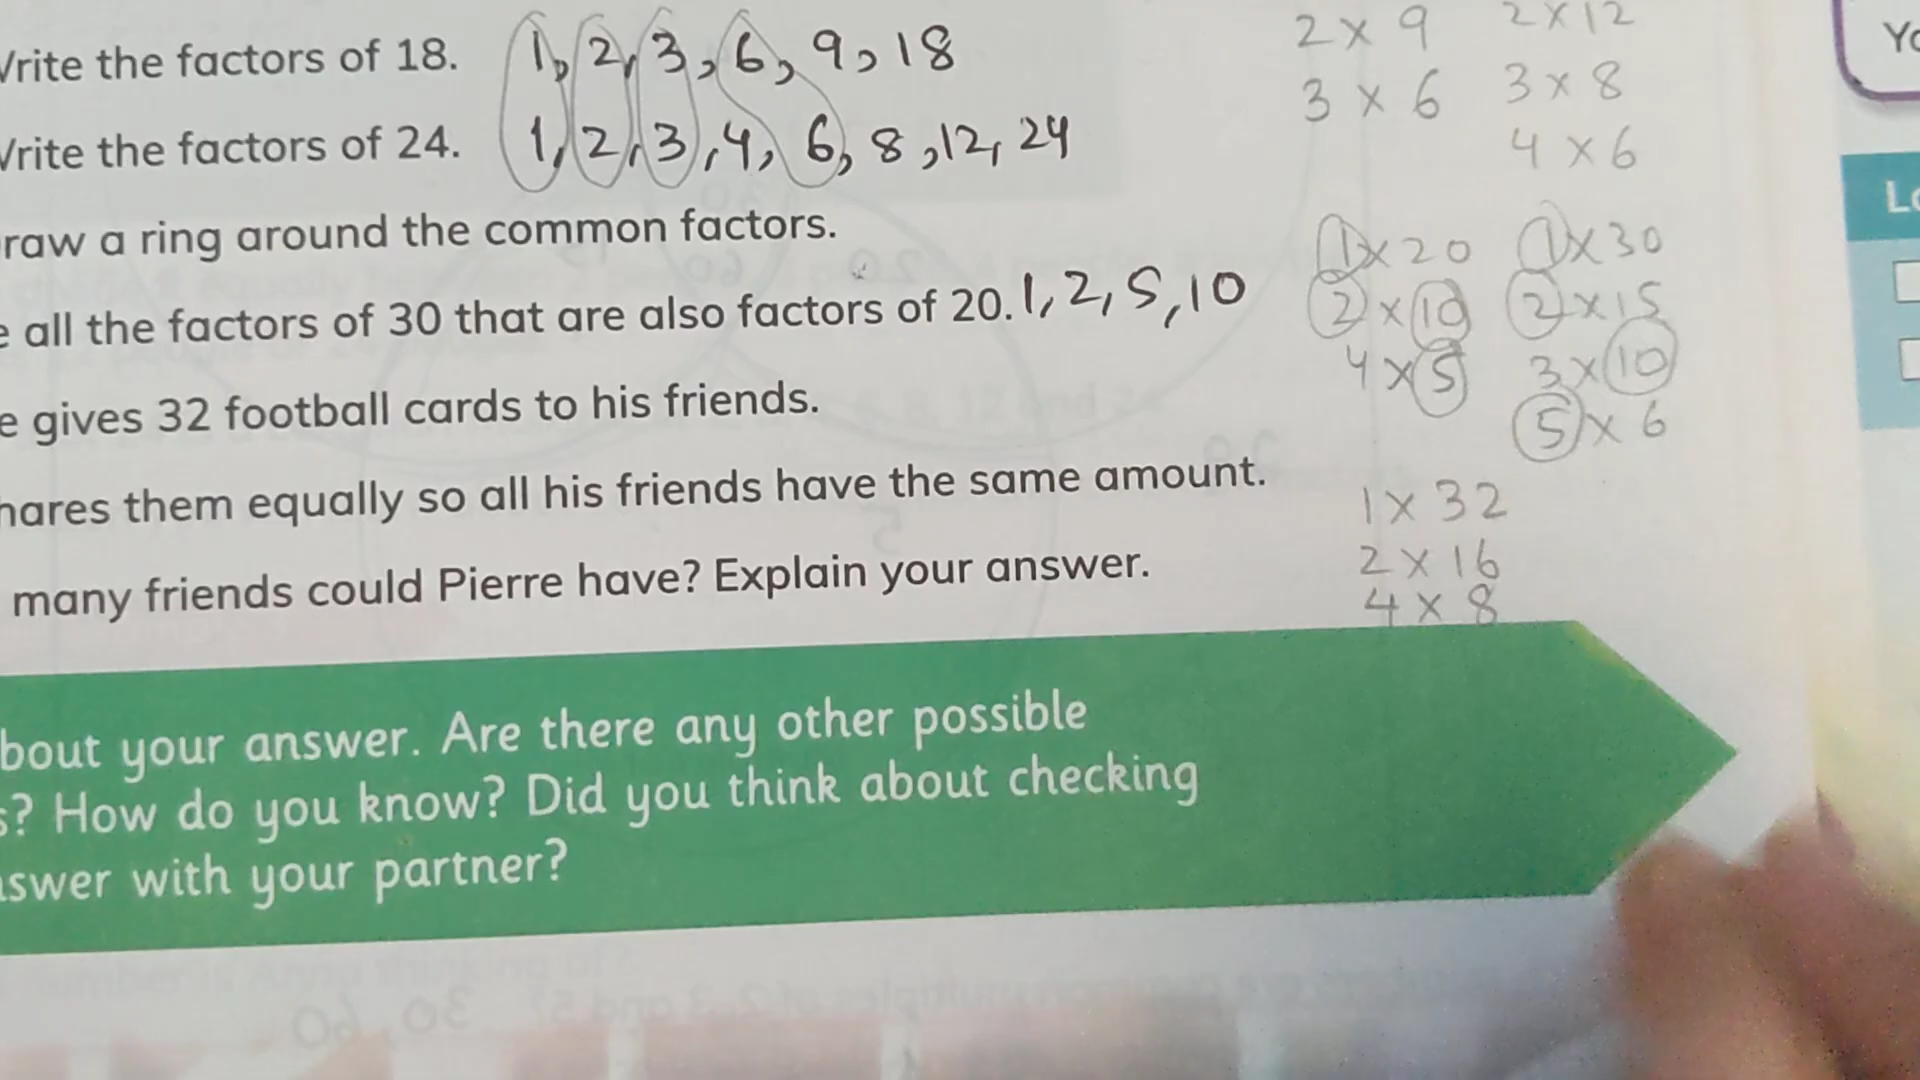 Write the factors of 18. 1, 2, 3, 6, 9, 18
Write the factors of 24. 1, 2, 3, 4, 6, 8, 12, 24
raw a ring around the common factors.
e all the factors of 30 that are also factors of 20. 1, 2, 5, 10
e gives 32 football cards to his friends.
hares them equally so all his friends have the same amount.
many friends could Pierre have? Explain your answer.
2 x 9 2 x 12
3 x 6 3 x 8
4 x 6
1 x 20 1 x 30
2 x 10 2 x 15
4 x 5 3 x 10
5 x 6
1 x 32
2 x 16
4 x 8
bout your answer. Are there any other possible
s? How do you know? Did you think about checking
swer with your partner?
Yo
Lo